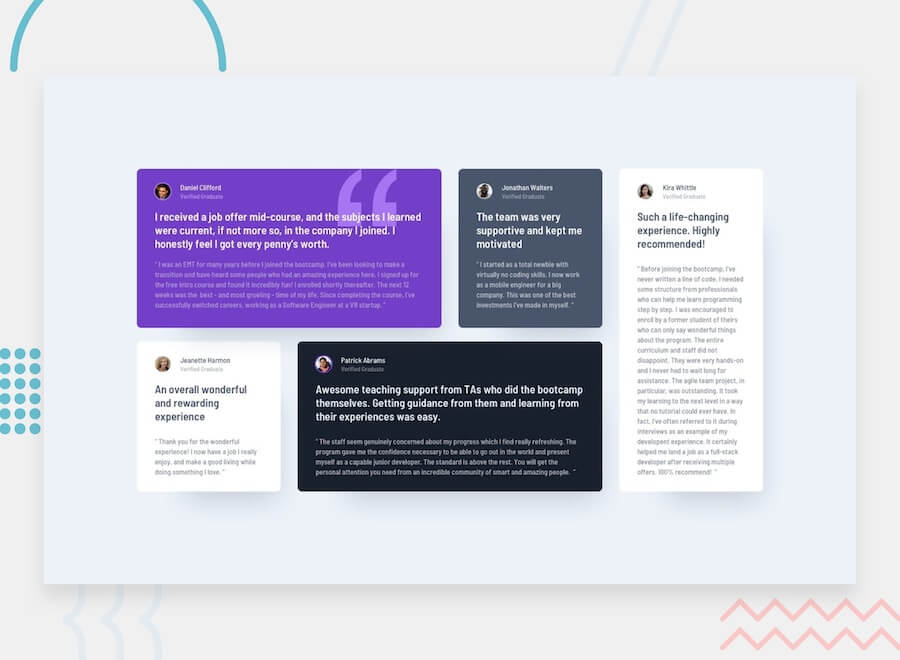 Daniel Clifford
Verified Graduate
I received a job offer mid-course, and the subjects I learned
were current, if not more so, in the company I joined. I
honestly feel I got every penny's worth.
" I was an EMT for many years before I joined the bootcamp. I've been looking to make a
transition and have heard some people who had an amazing experience here. I signed up for
the free intro course and found it incredibly fun! I enrolled shortly thereafter. The next 12
weeks was the best - and most grueling - time of my life. Since completing the course, I've
successfully switched careers, working as a Software Engineer at a VR startup. "
Jonathan Walters
Verified Graduate
The team was very
supportive and kept me
motivated
" I started as a total newbie with
virtually no coding skills. I now work
as a mobile engineer for a big
company. This was one of the best
investments I've made in myself. "
Kira Whittle
Verified Graduate
Such a life-changing
experience. Highly
recommended!
" Before joining the bootcamp, I've
never written a line of code. I needed
some structure from professionals
who can help me learn programming
step by step. I was encouraged to
enroll by a former student of theirs
who can only say wonderful things
about the program. The entire
curriculum and staff did not
disappoint. They were very hands-on
and I never had to wait long for
assistance. The agile team project, in
particular, was outstanding. It took
my learning to the next level in a way
that no tutorial could ever have. In
fact, I've often referred to it during
interviews as an example of my
developent experience. It certainly
helped me land a job as a full-stack
developer after receiving multiple
offers. 100% recommend! "
Jeanette Harmon
Verified Graduate
An overall wonderful
and rewarding
experience
" Thank you for the wonderful
experience! I now have a job I really
enjoy, and make a good living while
doing something I love. "
Patrick Abrams
Verified Graduate
Awesome teaching support from TAs who did the bootcamp
themselves. Getting guidance from them and learning from
their experiences was easy.
" The staff seem genuinely concerned about my progress which I find really refreshing. The
program gave me the confidence necessary to be able to go out in the world and present
myself as a capable junior developer. The standard is above the rest. You will get the
personal attention you need from an incredible community of smart and amazing people. "